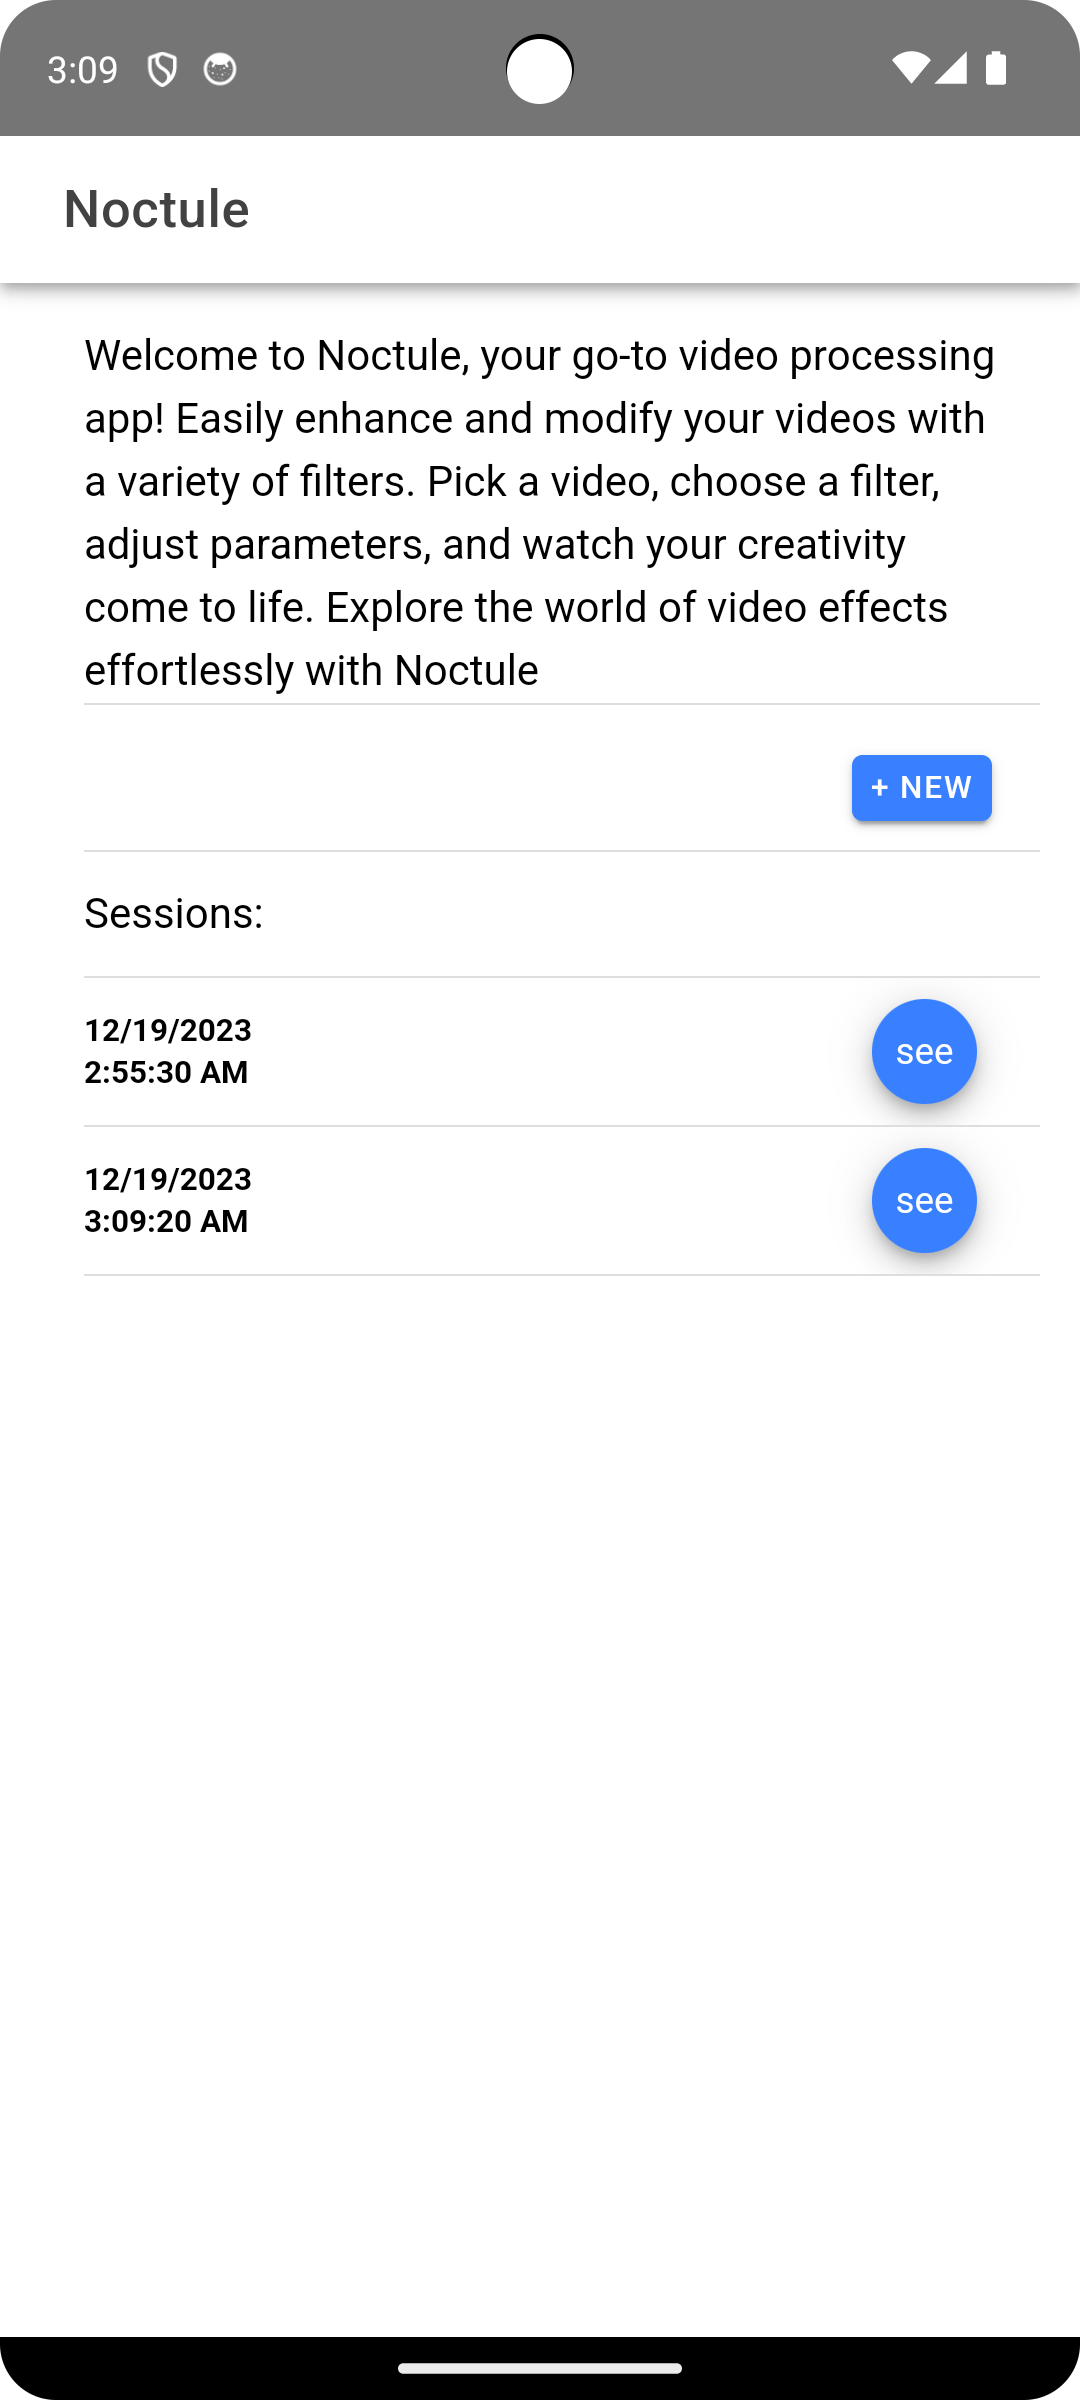 3:09
Noctule
Welcome to Noctule, your go-to video processing
app! Easily enhance and modify your videos with
a variety of filters. Pick a video, choose a filter,
adjust parameters, and watch your creativity
come to life. Explore the world of video effects
effortlessly with Noctule
+ NEW
Sessions:
12/19/2023
2:55:30 AM
see
12/19/2023
3:09:20 AM
see